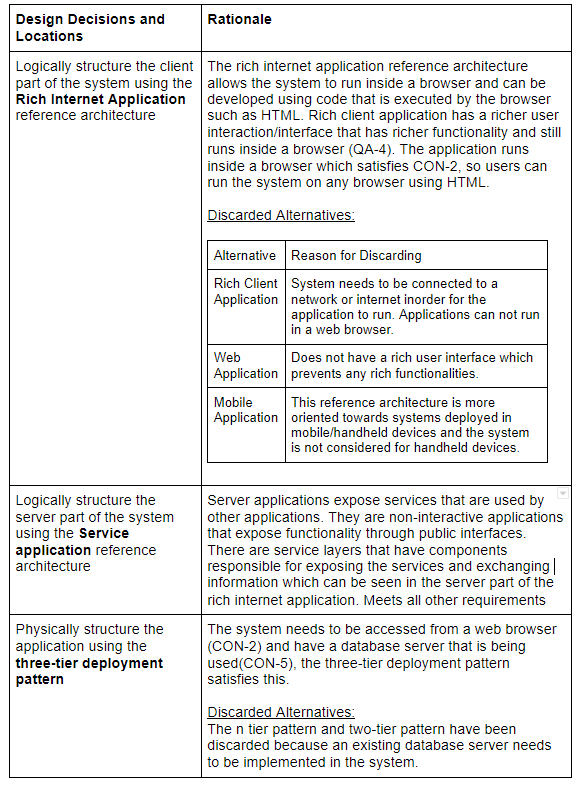 Design Decisions and
Locations
Rationale
Logically structure the client
part of the system using the
Rich Internet Application
reference architecture
The rich internet application reference architecture
allows the system to run inside a browser and can be
developed using code that is executed by the browser
such as HTML. Rich client application has a richer user
interaction/interface that has richer functionality and still
runs inside a browser (QA-4). The application runs
inside a browser which satisfies CON-2, so users can
run the system on any browser using HTML.
Discarded Alternatives:
Alternative
Reason for Discarding
Rich Client
Application
System needs to be connected to a
network or internet inorder for the
application to run. Applications can not run
in a web browser.
Web
Application
Does not have a rich user interface which
prevents any rich functionalities.
Mobile
Application
This reference architecture is more
oriented towards systems deployed in
mobile/handheld devices and the system
is not considered for handheld devices.
Logically structure the
server part of the system
using the Service
application reference
architecture
Server applications expose services that are used by
other applications. They are non-interactive applications
that expose functionality through public interfaces.
There are service layers that have components
responsible for exposing the services and exchanging
information which can be seen in the server part of the
rich internet application. Meets all other requirements
Physically structure the
application using the
three-tier deployment
pattern
The system needs to be accessed from a web browser
(CON-2) and have a database server that is being
used(CON-5), the three-tier deployment pattern
satisfies this.
Discarded Alternatives:
The n tier pattern and two-tier pattern have been
discarded because an existing database server needs
to be implemented in the system.